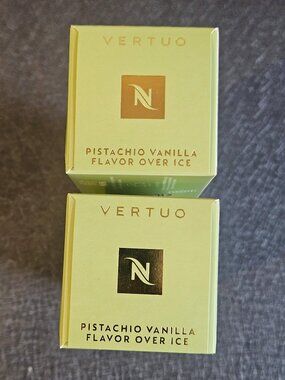 VERTUO
N
PISTACHIO VANILLA
FLAVOR OVER ICE
VERTUO
N
PISTACHIO VANILLA
FLAVOR OVER ICE